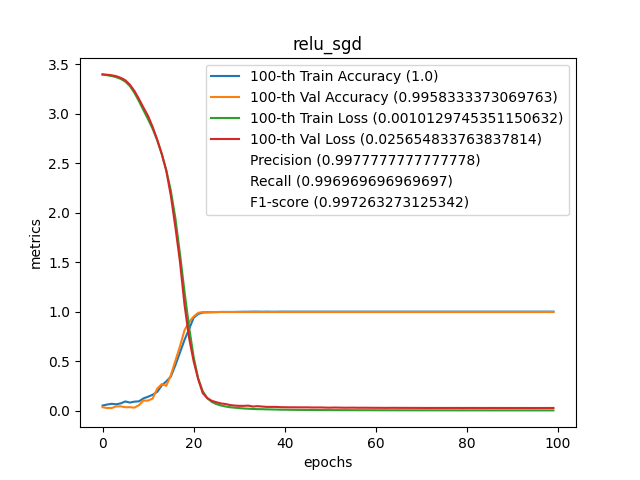 relu_sgd
3.5
3.0
2.5
2.0
1.5
1.0
0.5
0.0
metrics
100-th Train Accuracy (1.0)
100-th Val Accuracy (0.9958333373069763)
100-th Train Loss (0.0010129745351150632)
100-th Val Loss (0.025654833763837814)
Precision (0.9977777777777778)
Recall (0.996969696969697)
F1-score (0.997263273125342)
0 20 40 60 80 100
epochs